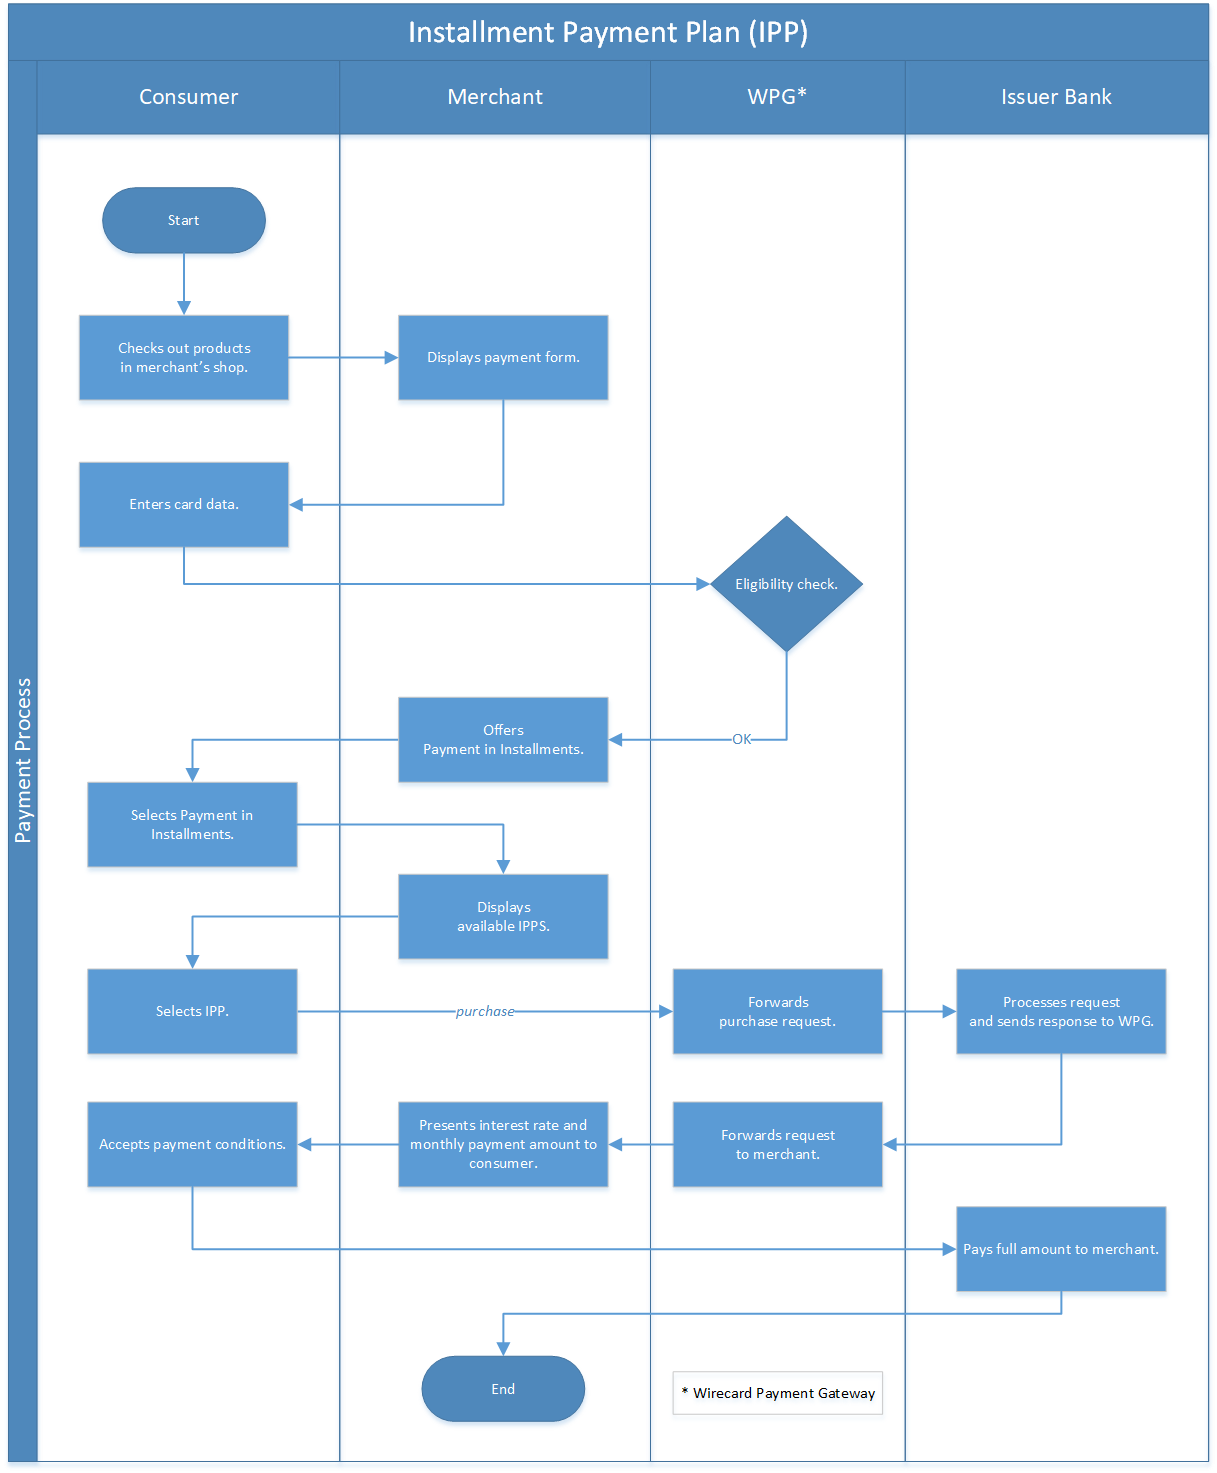 Installment Payment Plan (IPP)
Consumer
Merchant
WPG*
Issuer Bank
Payment Process
Start
Checks out products
in merchant’s shop.
Displays payment form.
Enters card data.
Eligibility check.
OK
Offers
Payment in Installments.
Selects Payment in
Installments.
Displays
available IPPS.
Selects IPP.
purchase
Forwards
purchase request.
Processes request
and sends response to WPG.
Accepts payment conditions.
Presents interest rate and
monthly payment amount to
consumer.
Forwards request
to merchant.
Pays full amount to merchant.
End
* Wirecard Payment Gateway